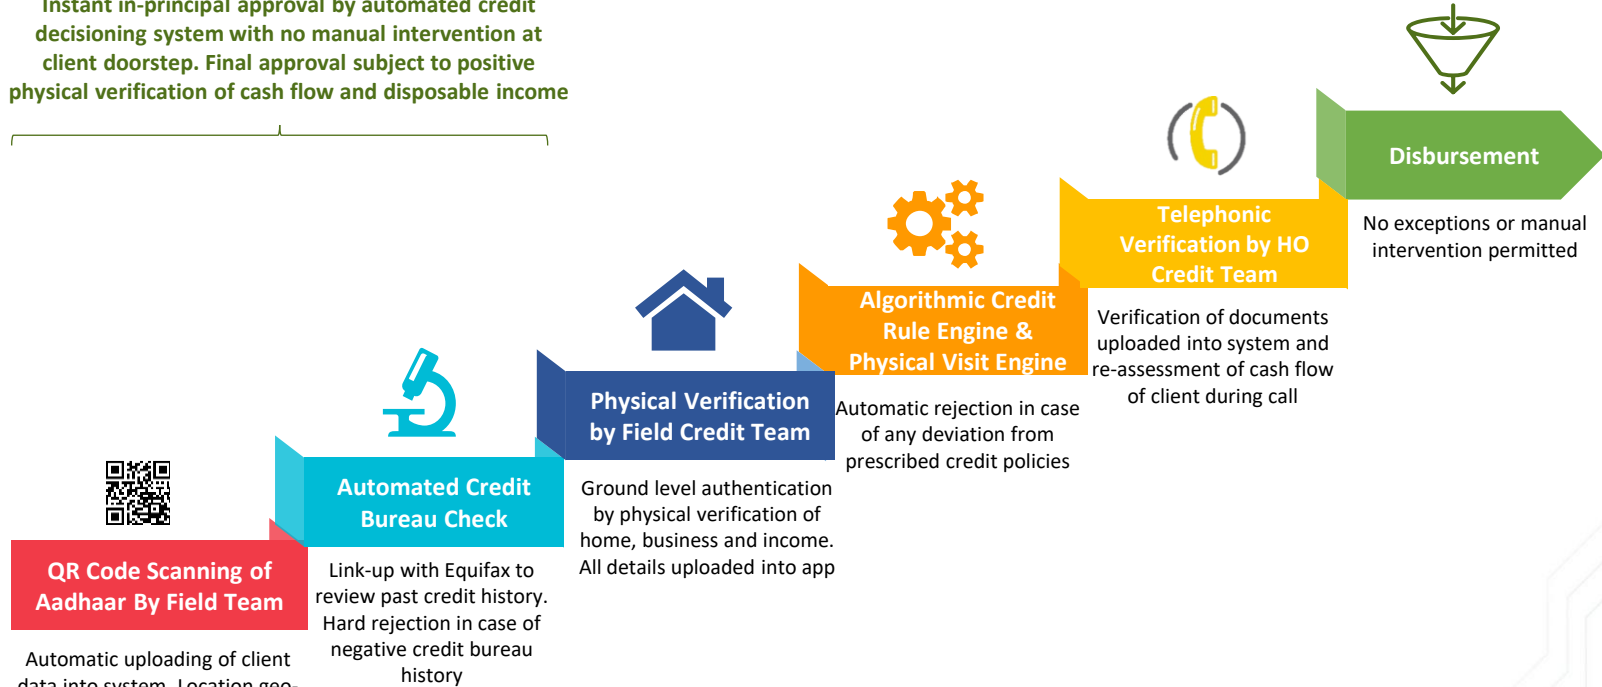 Instant in-principal approval by automated credit
decisioning system with no manual intervention at
client doorstep. Final approval subject to positive
physical verification of cash flow and disposable income
QR Code Scanning of
Aadhaar By Field Team
Automatic uploading of client
data into system. Location geo-
Automated Credit
Bureau Check
Link-up with Equifax to
review past credit history.
Hard rejection in case of
negative credit bureau
history
Physical Verification
by Field Credit Team
Ground level authentication
by physical verification of
home, business and income.
All details uploaded into app
Algorithmic Credit
Rule Engine &
Physical Visit Engine
Automatic rejection in case
of any deviation from
prescribed credit policies
Telephonic
Verification by HO
Credit Team
Verification of documents
uploaded into system and
re-assessment of cash flow
of client during call
Disbursement
No exceptions or manual
intervention permitted